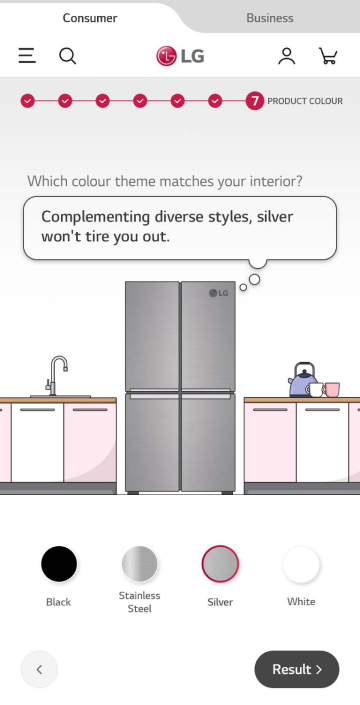 Consumer
Business
LG
7 PRODUCT COLOUR
Which colour theme matches your interior?
Complementing diverse styles, silver
won't tire you out.
LG
Black
Stainless
Steel
Silver
White
Result